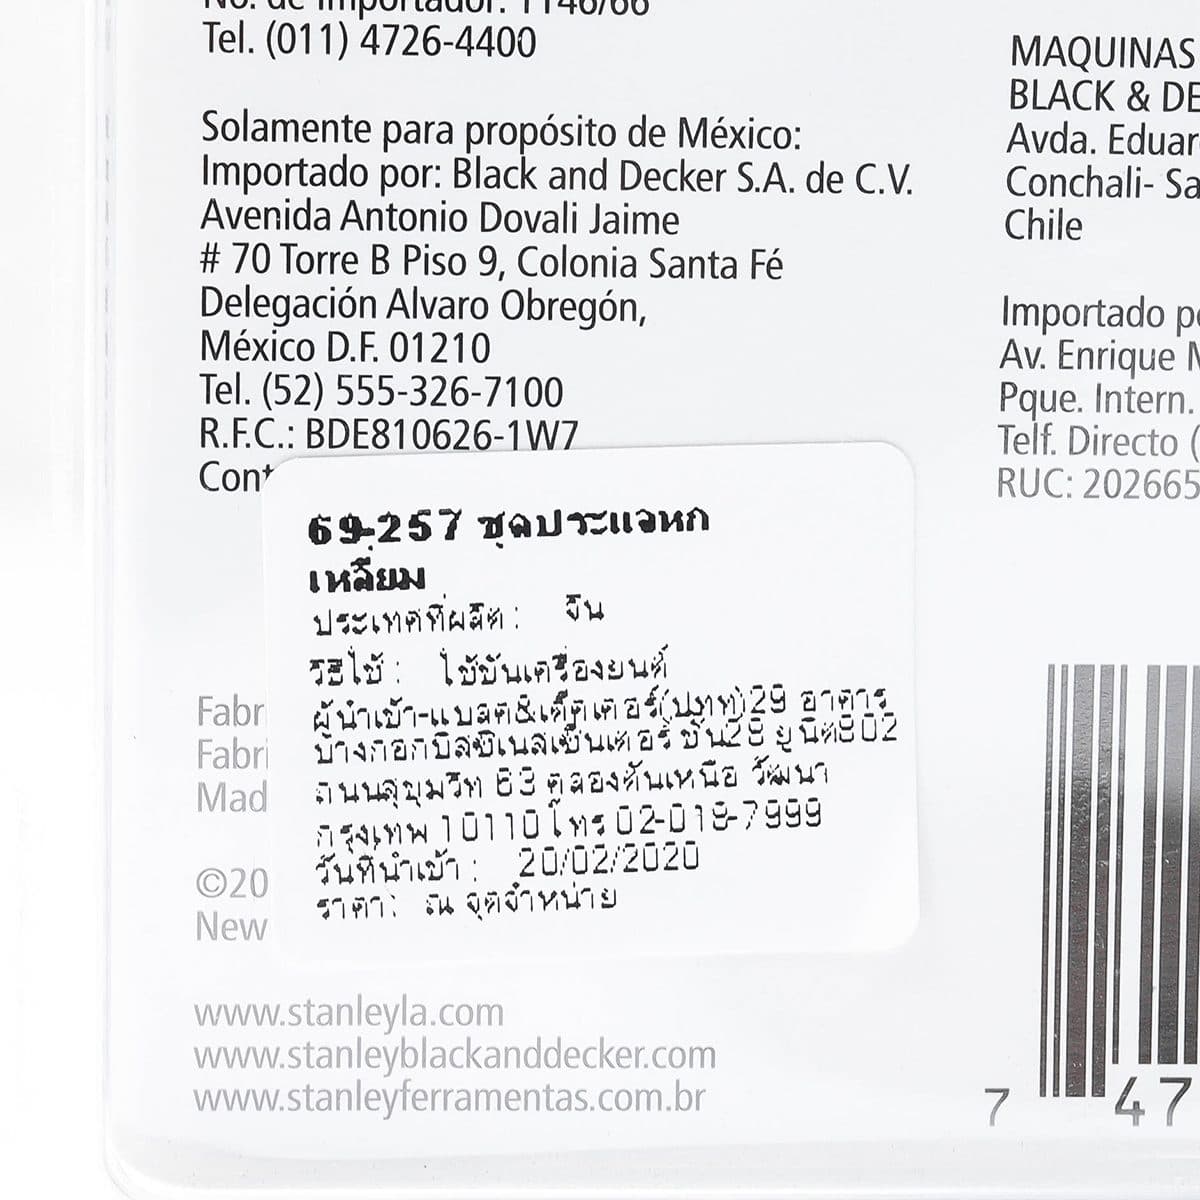 No. de Importador: 1146/66
Tel. (011) 4726-4400
Solamente para propósito de México:
Importado por: Black and Decker S.A. de C.V.
Avenida Antonio Dovali Jaime
# 70 Torre B Piso 9, Colonia Santa Fé
Delegación Alvaro Obregón,
México D.F. 01210
Tel. (52) 555-326-7100
R.F.C.: BDE810626-1W7
Cont
69-257 ชุดประแจหก
เหลี่ยม
ประเทศที่ผลิต: จีน
วิธีใช้ : ใช้ขันเครื่องยนต์
ผู้นำเข้า-แบลค&เด็คเคอร์(ปทท)29 อาคาร
บางกอกบิสซิเนสเซ็นเตอร์ ชั้น28 ยูนิต802
ถนนสุขุมวิท 63 คลองตันเหนือ วัฒนา
กรุงเทพ 10110 โทร 02-018-7999
วันที่นำเข้า : 20/02/2020
ราคา: ณ จุดจำหน่าย
Fabr
Fabri
Mad
©20
New
www.stanleyla.com
www.stanleyblackanddecker.com
www.stanleyferramentas.com.br
MAQUINAS
BLACK & DE
Avda. Eduar
Conchali- Sa
Chile
Importado po
Av. Enrique
Pque. Intern.
Telf. Directo (
RUC: 202665
7 47